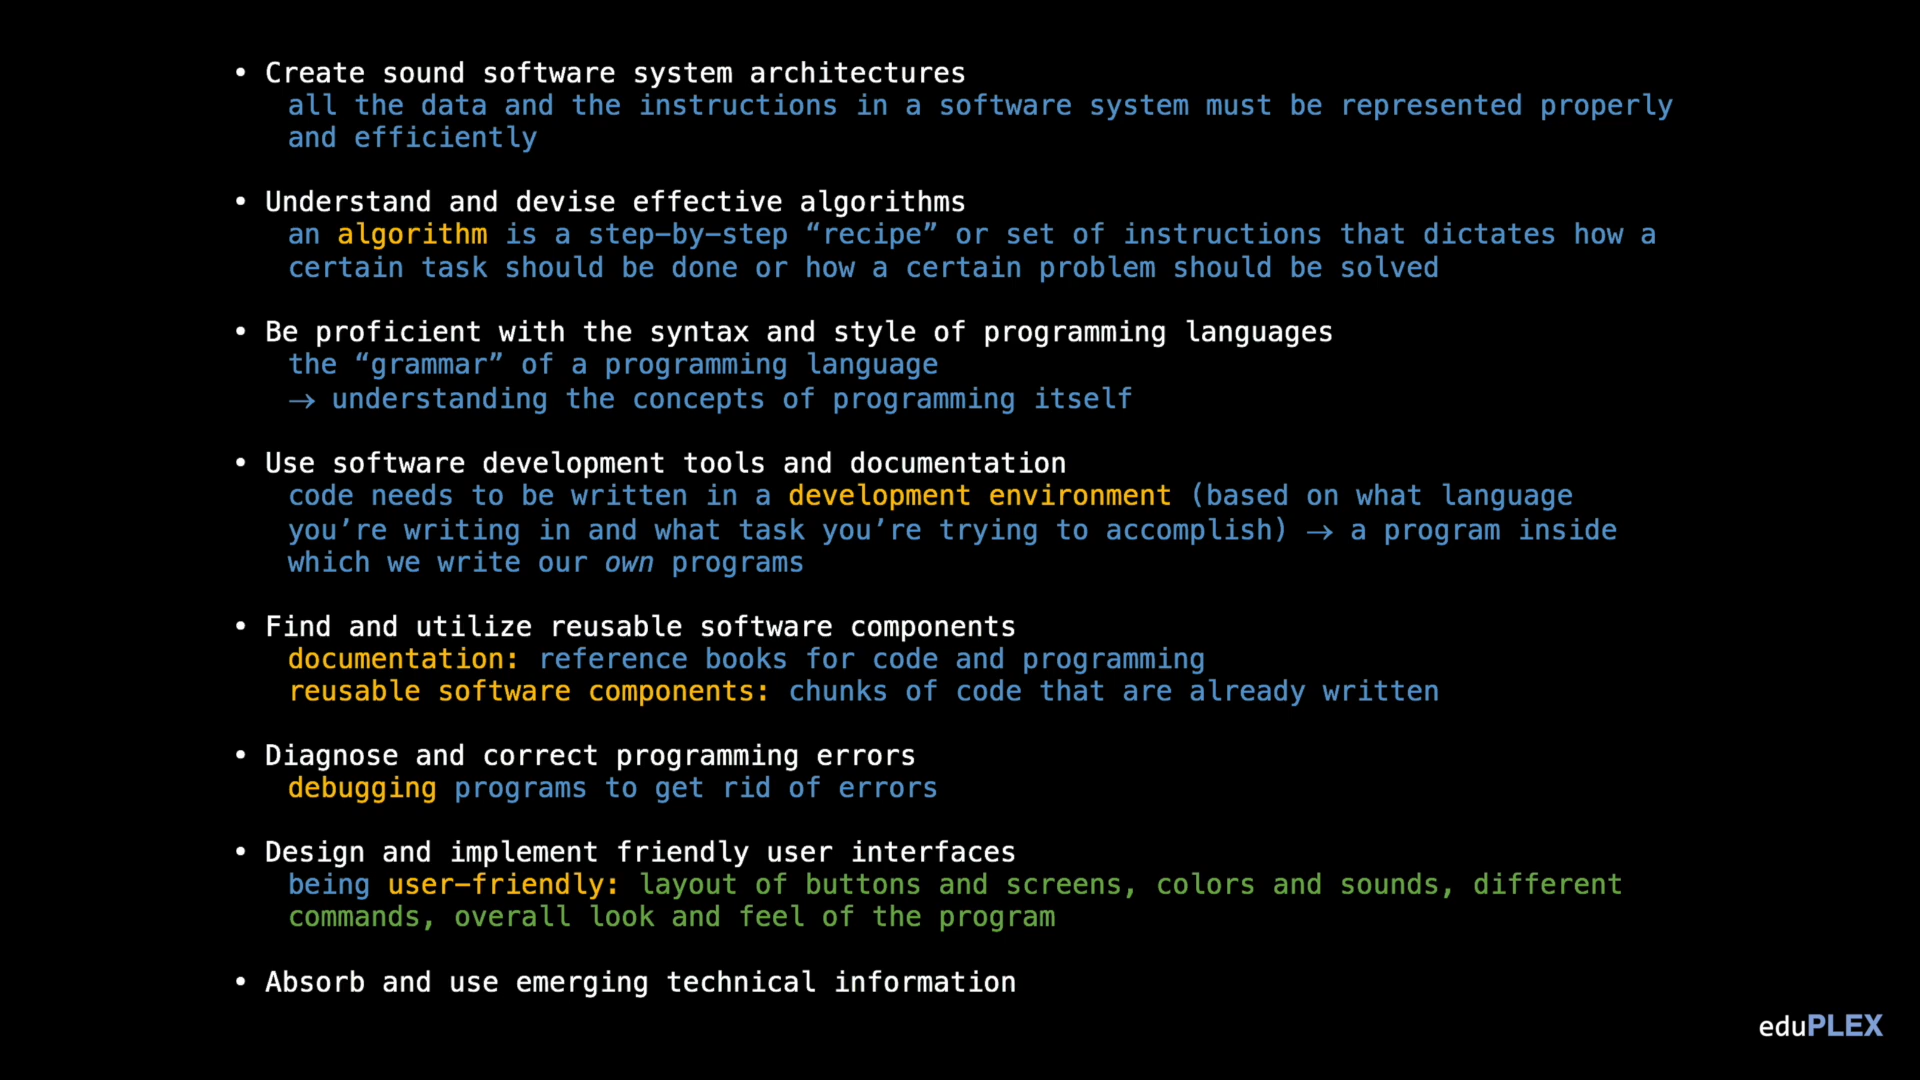 • Create sound software system architectures
all the data and the instructions in a software system must be represented properly
and efficiently
• Understand and devise effective algorithms
an algorithm is a step-by-step “recipe” or set of instructions that dictates how a
certain task should be done or how a certain problem should be solved
• Be proficient with the syntax and style of programming languages
the “grammar” of a programming language
→ understanding the concepts of programming itself
• Use software development tools and documentation
code needs to be written in a development environment (based on what language
you’re writing in and what task you’re trying to accomplish) → a program inside
which we write our own programs
• Find and utilize reusable software components
documentation: reference books for code and programming
reusable software components: chunks of code that are already written
• Diagnose and correct programming errors
debugging programs to get rid of errors
• Design and implement friendly user interfaces
being user-friendly: layout of buttons and screens, colors and sounds, different
commands, overall look and feel of the program
• Absorb and use emerging technical information
eduPLEX